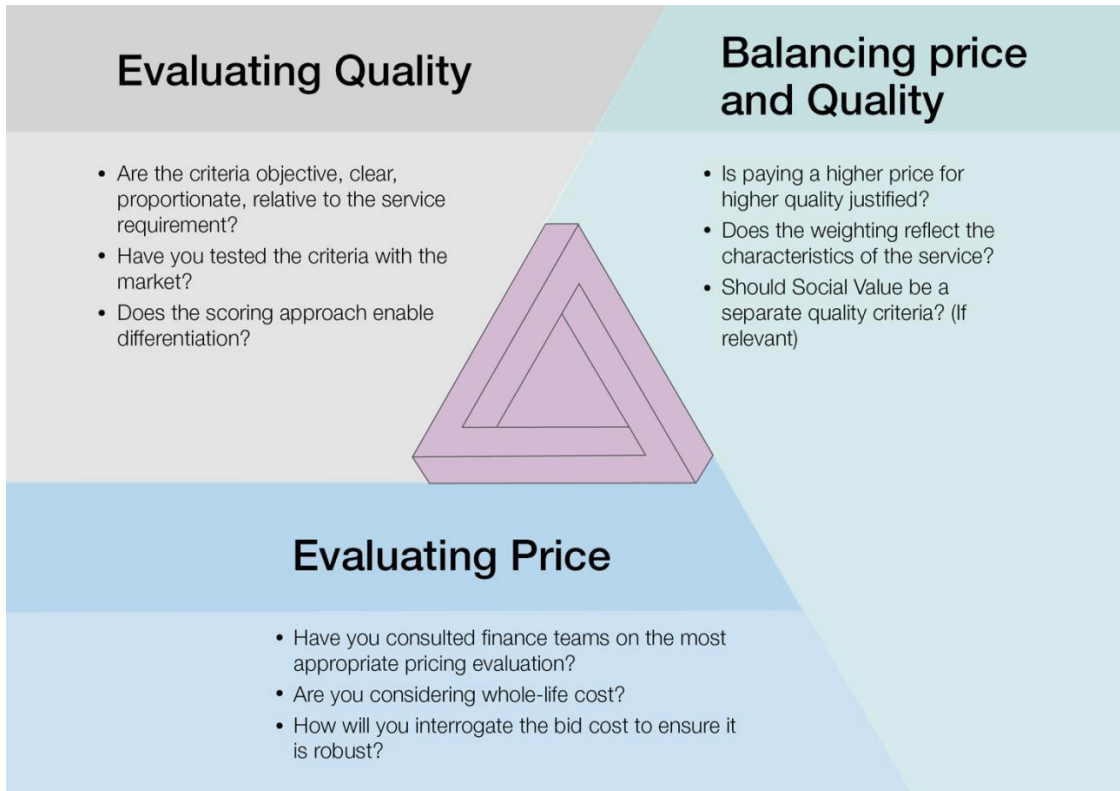 Evaluating Quality
• Are the criteria objective, clear,
proportionate, relative to the service
requirement?
• Have you tested the criteria with the
market?
• Does the scoring approach enable
differentiation?
Balancing price
and Quality
• Is paying a higher price for
higher quality justified?
• Does the weighting reflect the
characteristics of the service?
• Should Social Value be a
separate quality criteria? (If
relevant)
Evaluating Price
• Have you consulted finance teams on the most
appropriate pricing evaluation?
• Are you considering whole-life cost?
• How will you interrogate the bid cost to ensure it
is robust?